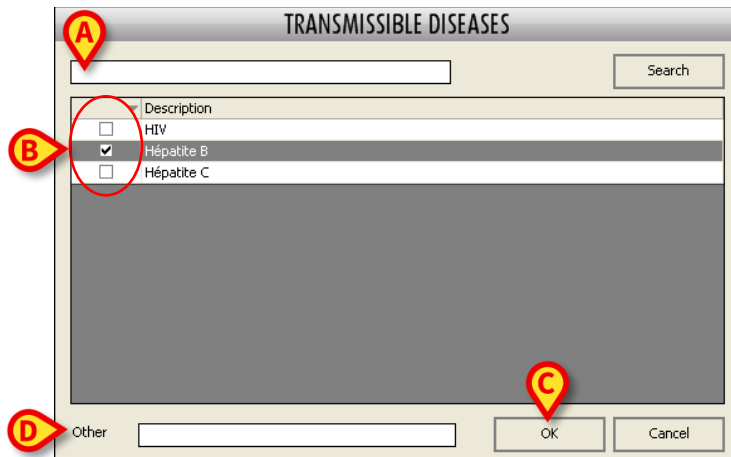 TRANSMISSIBLE DISEASES
A
Search
Description
HIV
B
Hépatite B
Hépatite C
C
D
Other
OK
Cancel